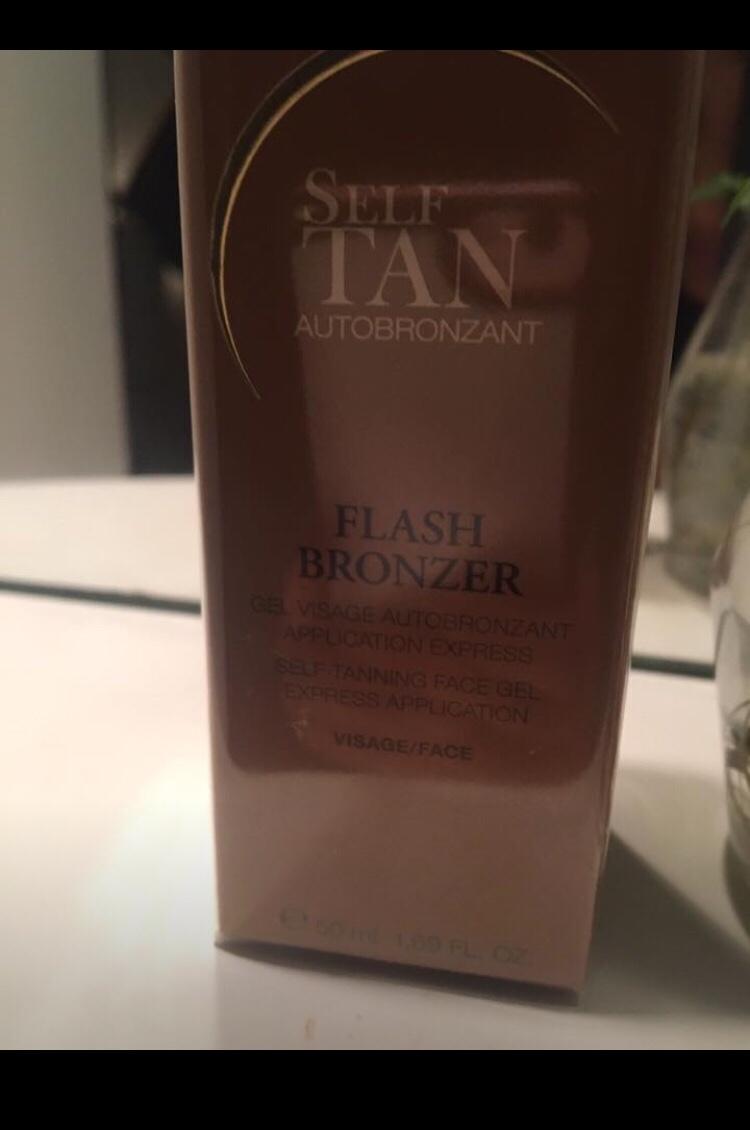 SELF
TAN
AUTOBRONZANT
FLASH
BRONZER
GEL VISAGE AUTOBRONZANT
APPLICATION EXPRESS
SELF-TANNING FACE GEL
EXPRESS APPLICATION
VISAGE/FACE
℮ 50 ml 1,69 FL. OZ